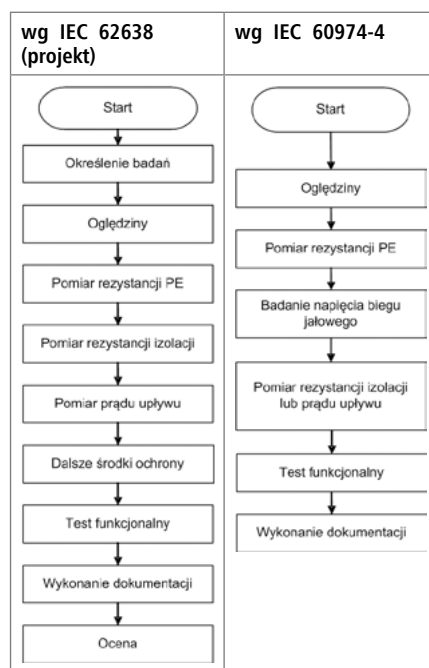 wg IEC 62638
(projekt)
wg IEC 60974-4
Start
Określenie badań
Oględziny
Pomiar rezystancji PE
Pomiar rezystancji izolacji
Pomiar prądu upływu
Dalsze środki ochrony
Test funkcjonalny
Wykonanie dokumentacji
Ocena
Start
Oględziny
Pomiar rezystancji PE
Badanie napięcia biegu
jałowego
Pomiar rezystancji izolacji
lub prądu upływu
Test funkcjonalny
Wykonanie dokumentacji